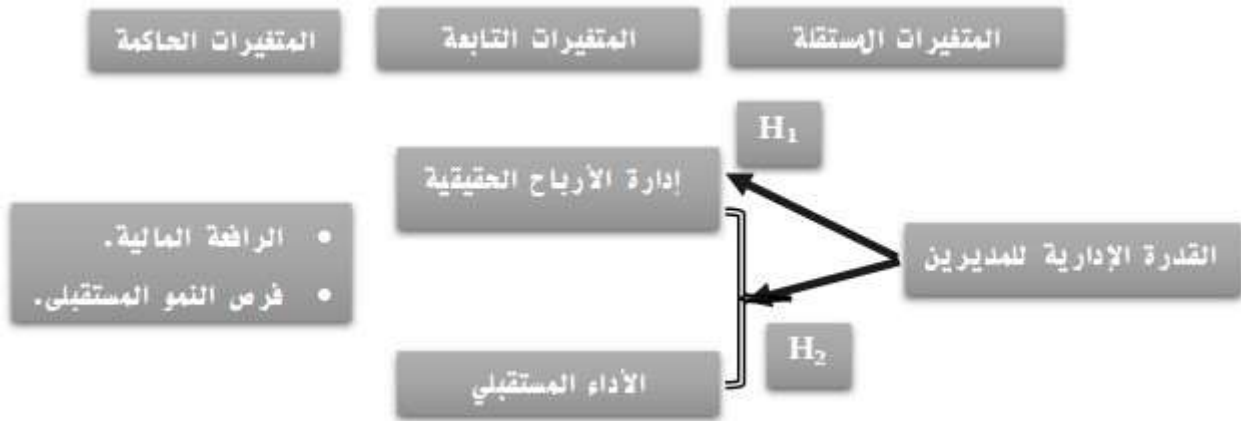 المتغيرات المستقلة
المتغيرات التابعة
المتغيرات الحاكمة
H₁
إدارة الأرباح الحقيقية
القدرة الإدارية للمديرين
• الرافعة المالية.
• فرص النمو المستقبلى.
H₂
الأداء المستقبلي